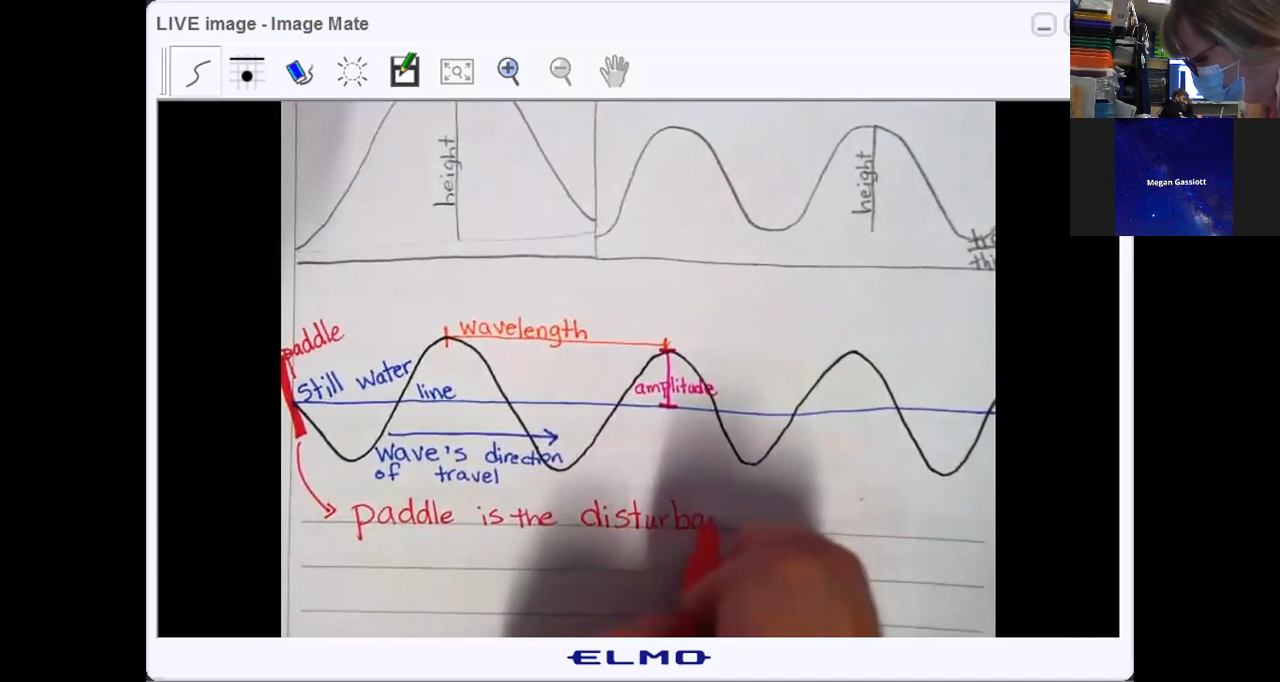 LIVE image - Image Mate
height
height
Megan Gassiott
paddle
wavelength
Still water
line
amplitude
Wave's direction
of travel
paddle is the disturba
ELMO